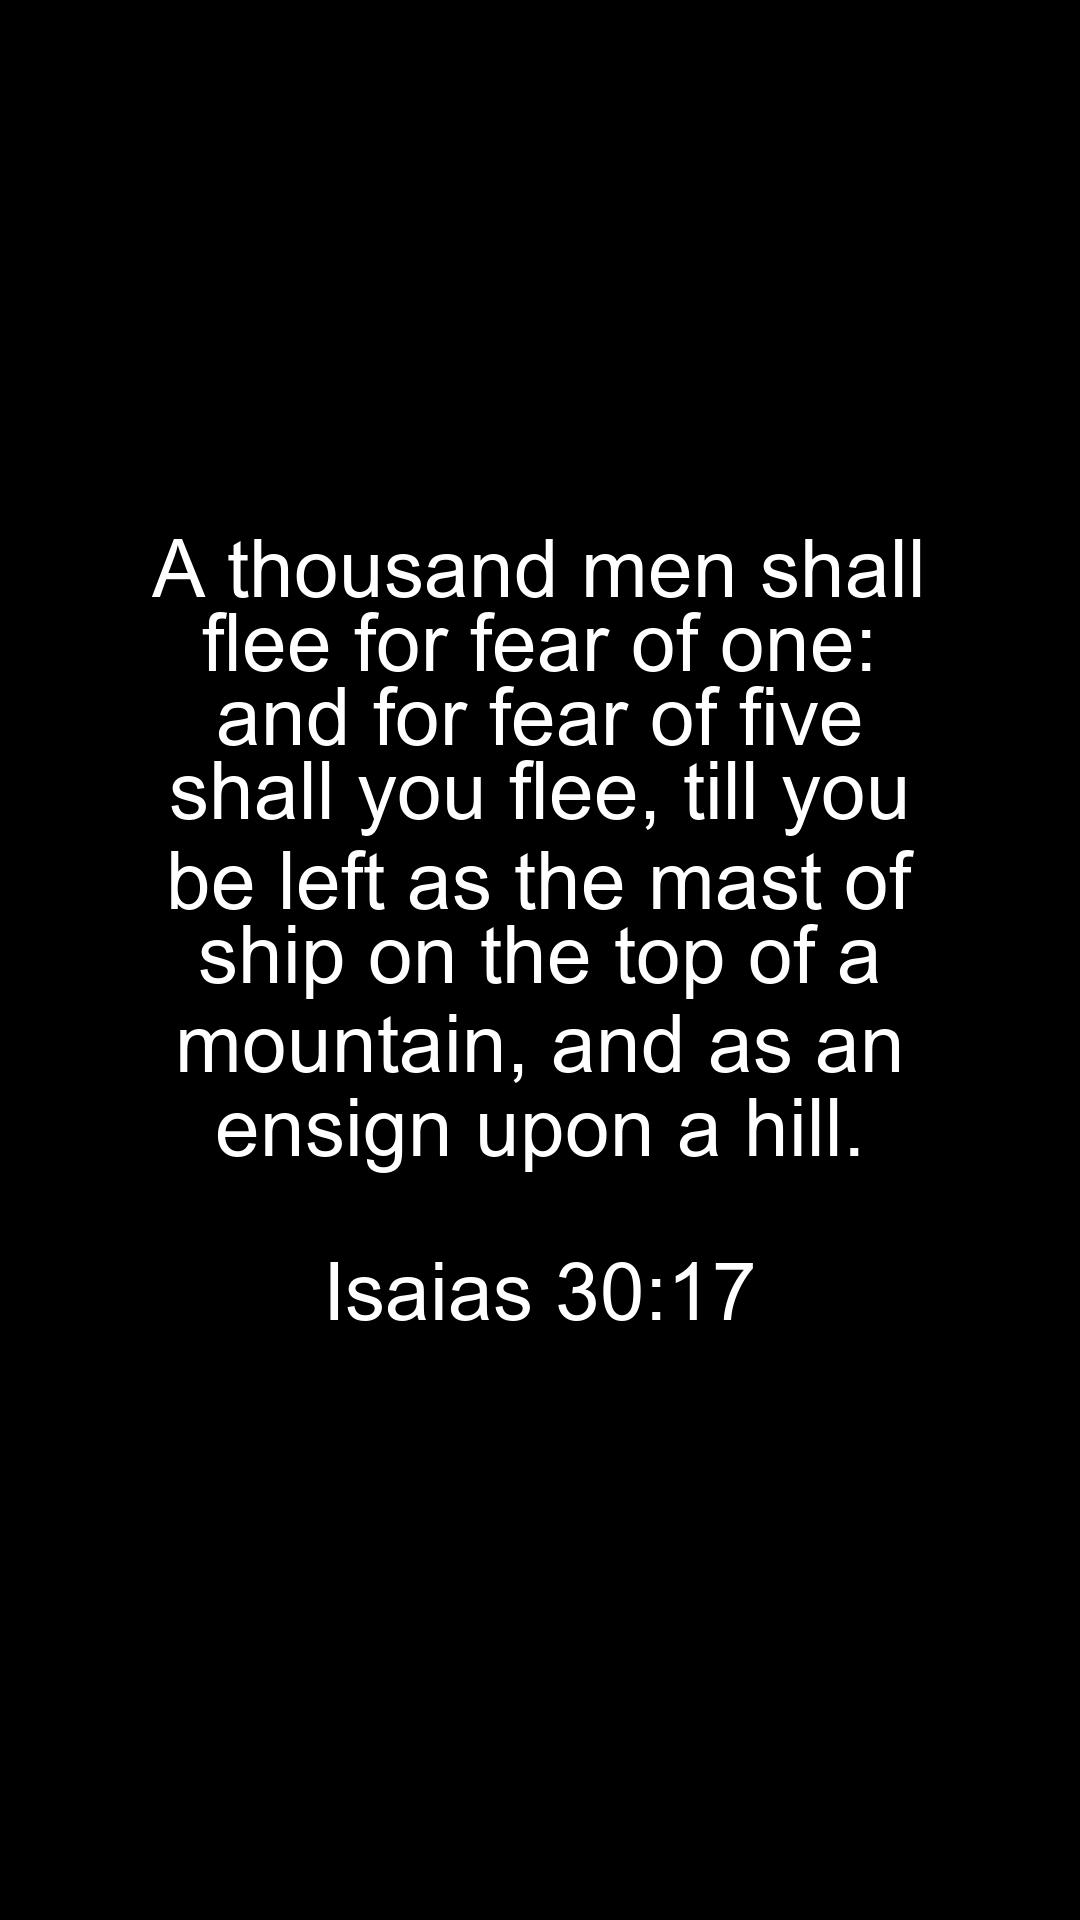 A thousand men shall
flee for fear of one:
and for fear of five
shall you flee, till you
be left as the mast of
ship on the top of a
mountain, and as an
ensign upon a hill.
Isaias 30:17